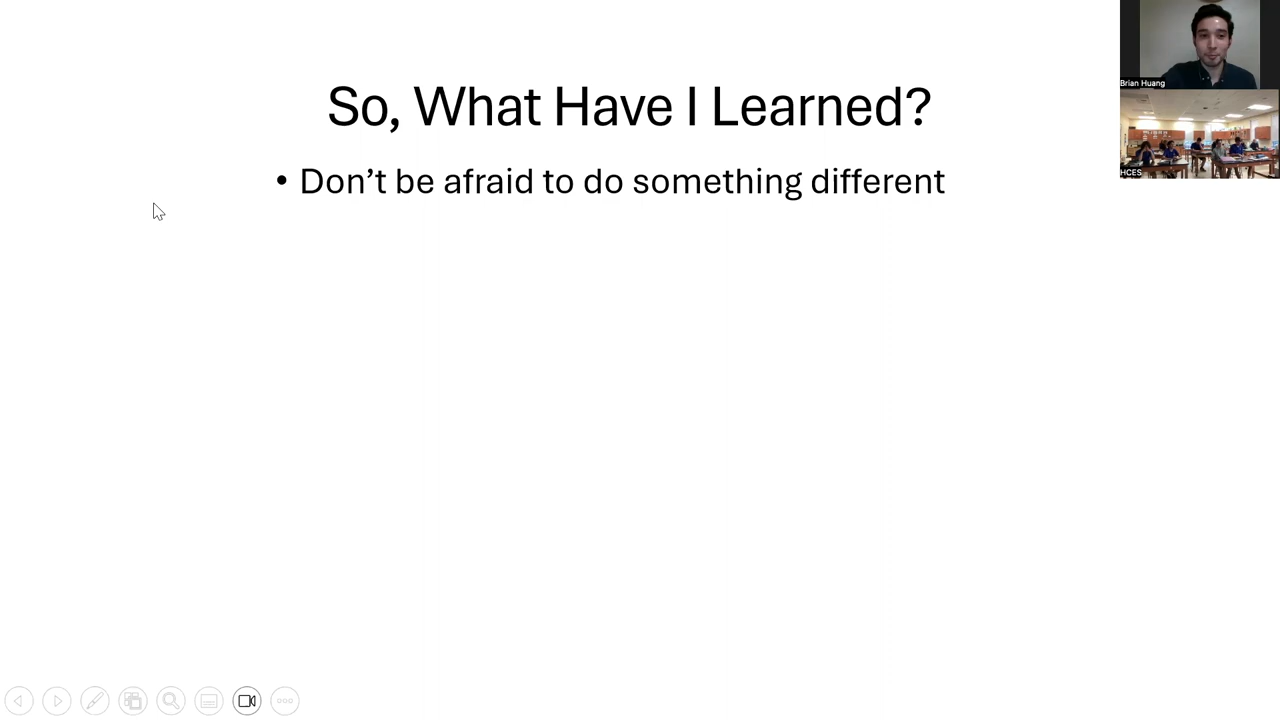 So, What Have I Learned?
• Don’t be afraid to do something different
Brian Huang
HCES